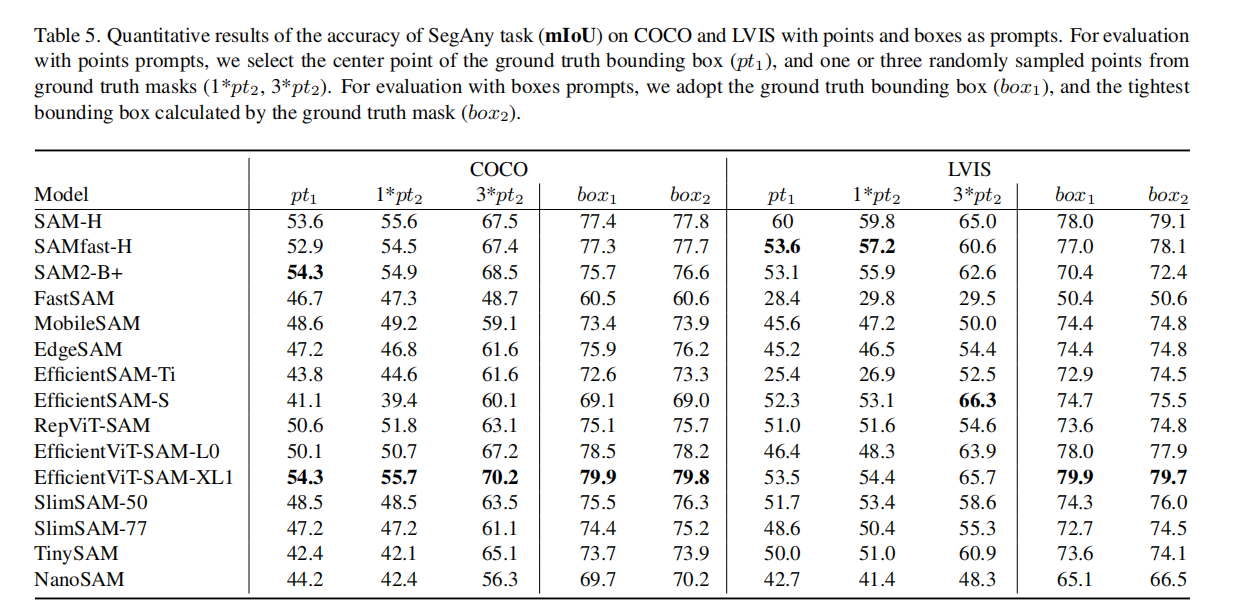 Table 5. Quantitative results of the accuracy of SegAny task (mIoU) on COCO and LVIS with points and boxes as prompts. For evaluation
with points prompts, we select the center point of the ground truth bounding box (pt1), and one or three randomly sampled points from
ground truth masks (1*pt2, 3*pt2). For evaluation with boxes prompts, we adopt the ground truth bounding box (box1), and the tightest
bounding box calculated by the ground truth mask (box2).
COCO LVIS
Model pt1 1*pt2 3*pt2 box1 box2 pt1 1*pt2 3*pt2 box1 box2
SAM-H 53.6 55.6 67.5 77.4 77.8 60 59.8 65.0 78.0 79.1
SAMfast-H 52.9 54.5 67.4 77.3 77.7 53.6 57.2 60.6 77.0 78.1
SAM2-B+ 54.3 54.9 68.5 75.7 76.6 53.1 55.9 62.6 70.4 72.4
FastSAM 46.7 47.3 48.7 60.5 60.6 28.4 29.8 29.5 50.4 50.6
MobileSAM 48.6 49.2 59.1 73.4 73.9 45.6 47.2 50.0 74.4 74.8
EdgeSAM 47.2 46.8 61.6 75.9 76.2 45.2 46.5 54.4 74.4 74.8
EfficientSAM-Ti 43.8 44.6 61.6 72.6 73.3 25.4 26.9 52.5 72.9 74.5
EfficientSAM-S 41.1 39.4 60.1 69.1 69.0 52.3 53.1 66.3 74.7 75.5
RepViT-SAM 50.6 51.8 63.1 75.1 75.7 51.0 51.6 54.6 73.6 74.8
EfficientViT-SAM-L0 50.1 50.7 67.2 78.5 78.2 46.4 48.3 63.9 78.0 77.9
EfficientViT-SAM-XL1 54.3 55.7 70.2 79.9 79.8 53.5 54.4 65.7 79.9 79.7
SlimSAM-50 48.5 48.5 63.5 75.5 76.3 51.7 53.4 58.6 74.3 76.0
SlimSAM-77 47.2 47.2 61.1 74.4 75.2 48.6 50.4 55.3 72.7 74.5
TinySAM 42.4 42.1 65.1 73.7 73.9 50.0 51.0 60.9 73.6 74.1
NanoSAM 44.2 42.4 56.3 69.7 70.2 42.7 41.4 48.3 65.1 66.5